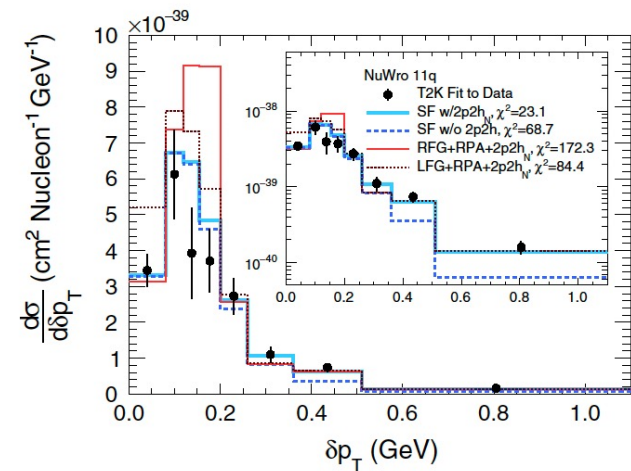 ×10⁻³⁹
10
9
8
7
6
5
4
3
2
1
0
dσ/dδp_T (cm² Nucleon⁻¹ GeV⁻¹)
0.0 0.2 0.4 0.6 0.8 1.0
δp_T (GeV)
NuWro 11q
T2K Fit to Data
SF w/2p2h_N, χ²=23.1
SF w/o 2p2h, χ²=68.7
RFG+RPA+2p2h_N, χ²=172.3
LFG+RPA+2p2h_N, χ²=84.4
10⁻³⁸
10⁻³⁹
10⁻⁴⁰
0.0 0.2 0.4 0.6 0.8 1.0